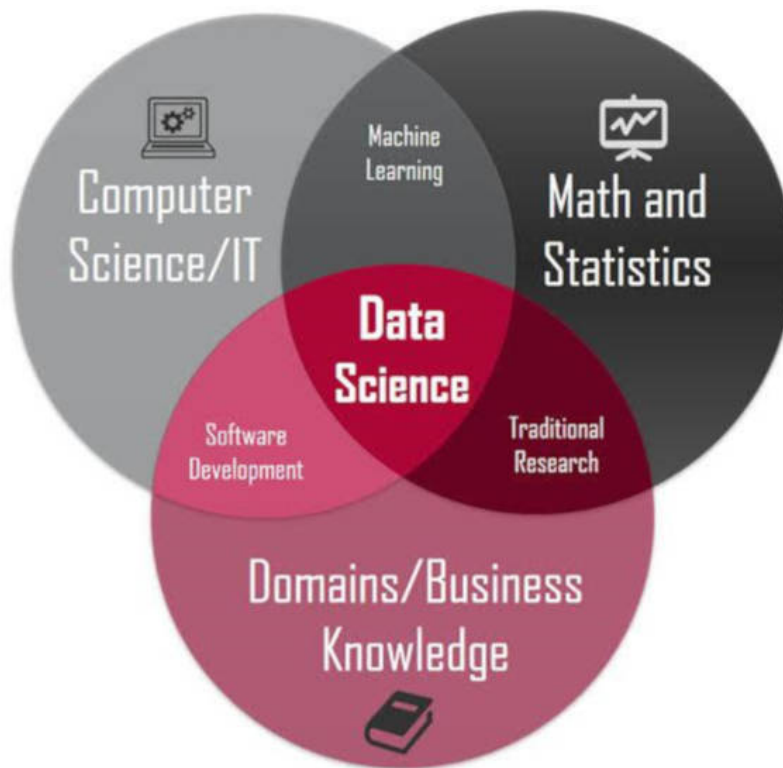 Machine
Learning
Computer
Science/IT
Math and
Statistics
Data
Science
Software
Development
Traditional
Research
Domains/Business
Knowledge